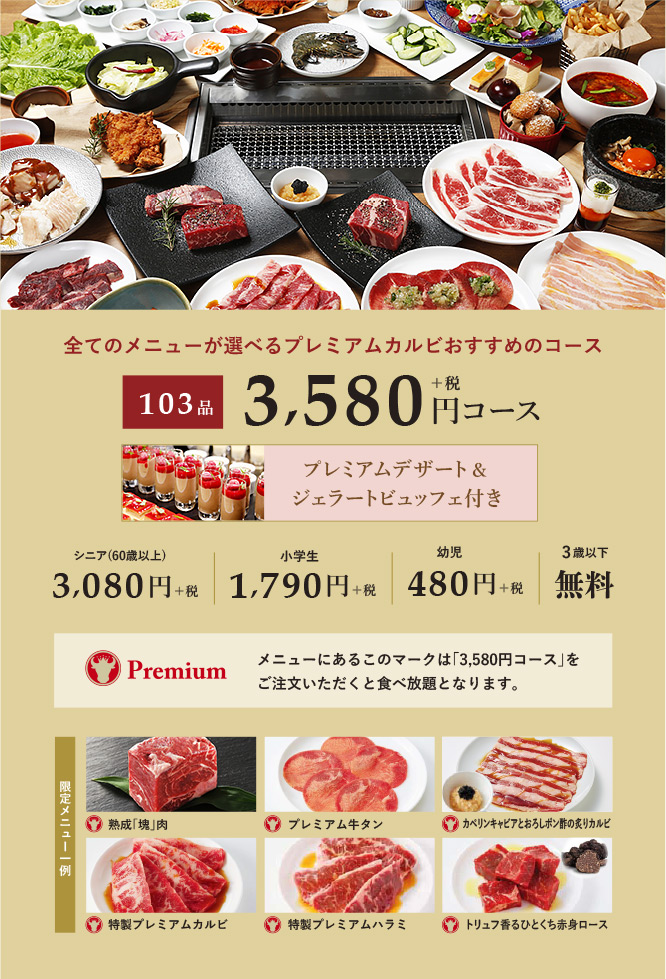 全てのメニューが選べるプレミアムカルビおすすめのコース
103品 3,580円コース +税
プレミアムデザート &
ジェラートビュッフェ付き
シニア(60歳以上)
3,080円+税
小学生
1,790円+税
幼児
480円+税
3歳以下
無料
Premium
メニューにあるこのマークは「3,580円コース」を
ご注文いただくと食べ放題となります。
限定メニュー一例
熟成「塊」肉
プレミアム牛タン
カペリンキャビアとおろしポン酢の炙りカルビ
特製プレミアムカルビ
特製プレミアムハラミ
トリュフ香るひとくち赤身ロース